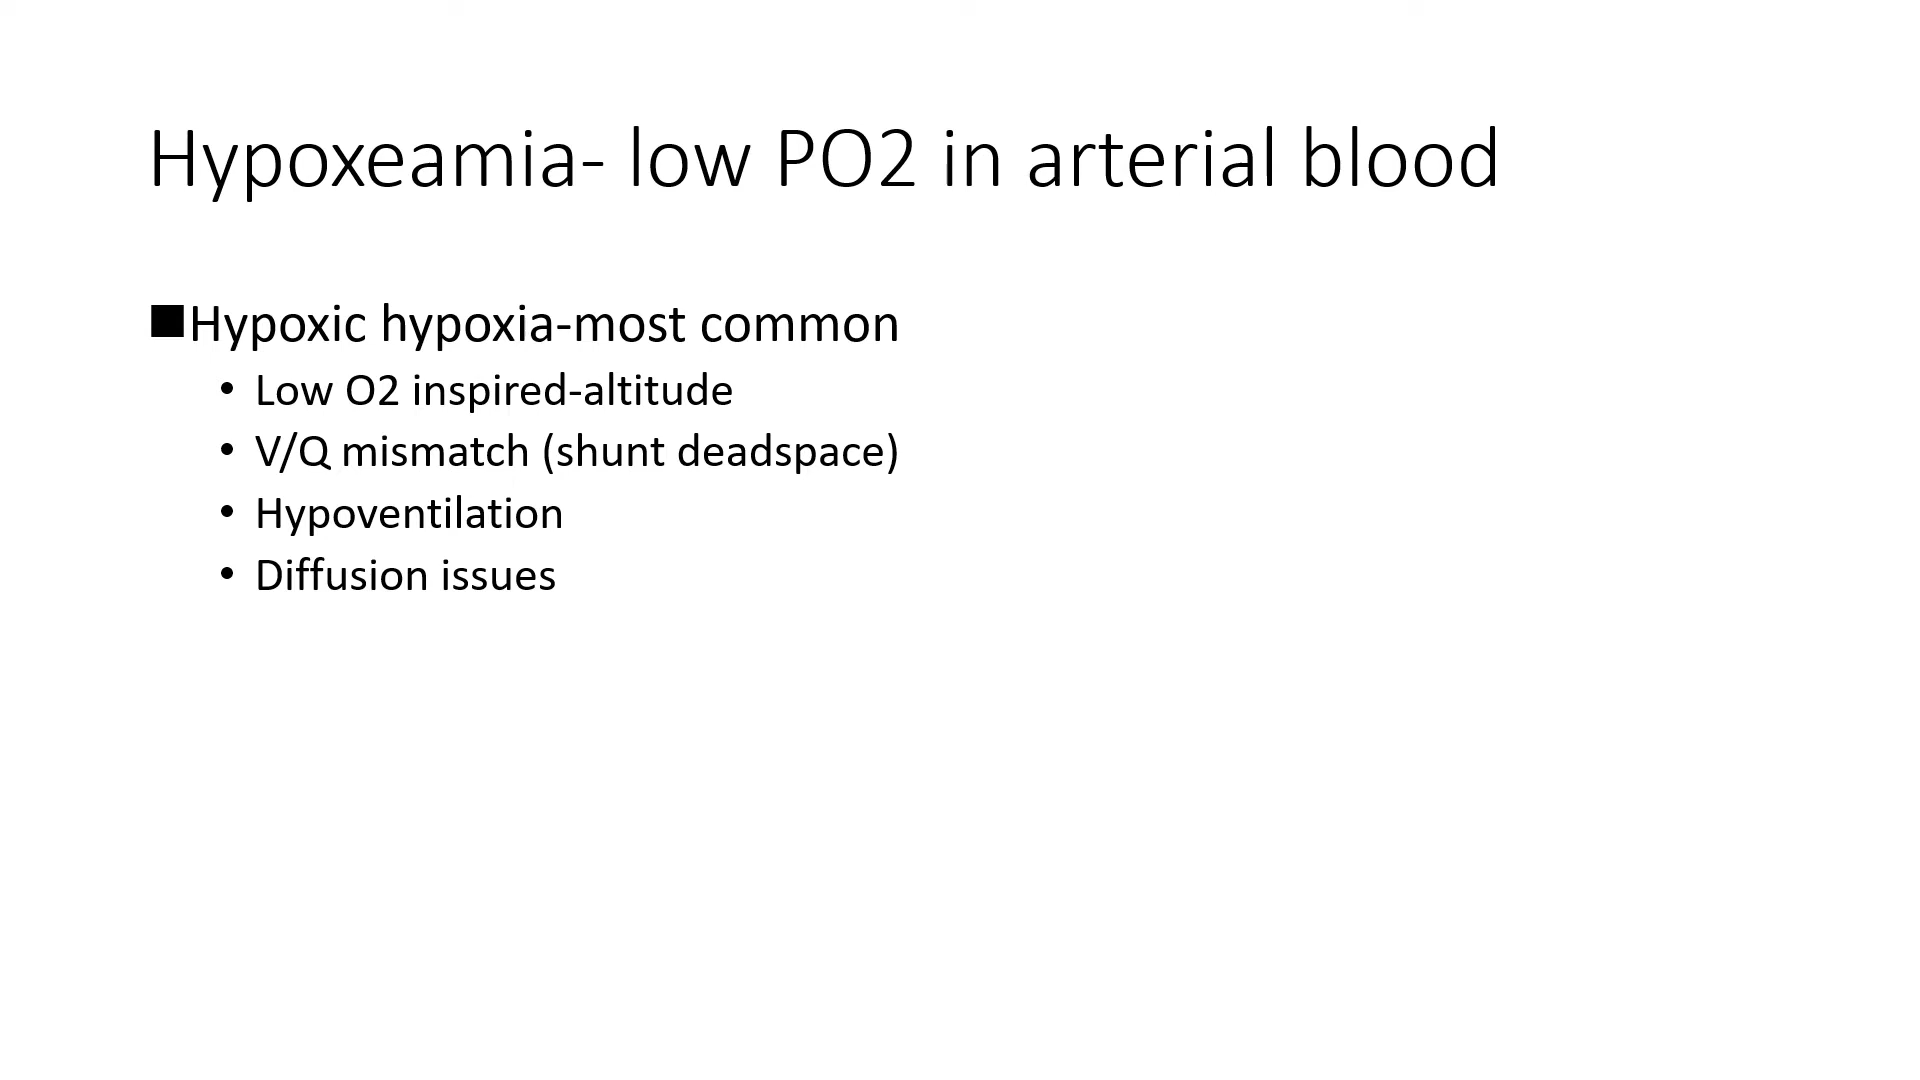 Hypoxeamia- low PO2 in arterial blood
■Hypoxic hypoxia-most common
• Low O2 inspired-altitude
• V/Q mismatch (shunt deadspace)
• Hypoventilation
• Diffusion issues